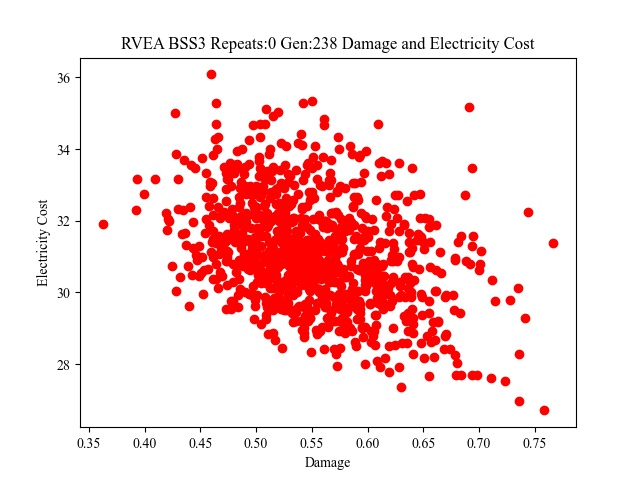 RVEA BSS3 Repeats:0 Gen:238 Damage and Electricity Cost
36
34
32
30
28
Electricity Cost
0.35 0.40 0.45 0.50 0.55 0.60 0.65 0.70 0.75
Damage